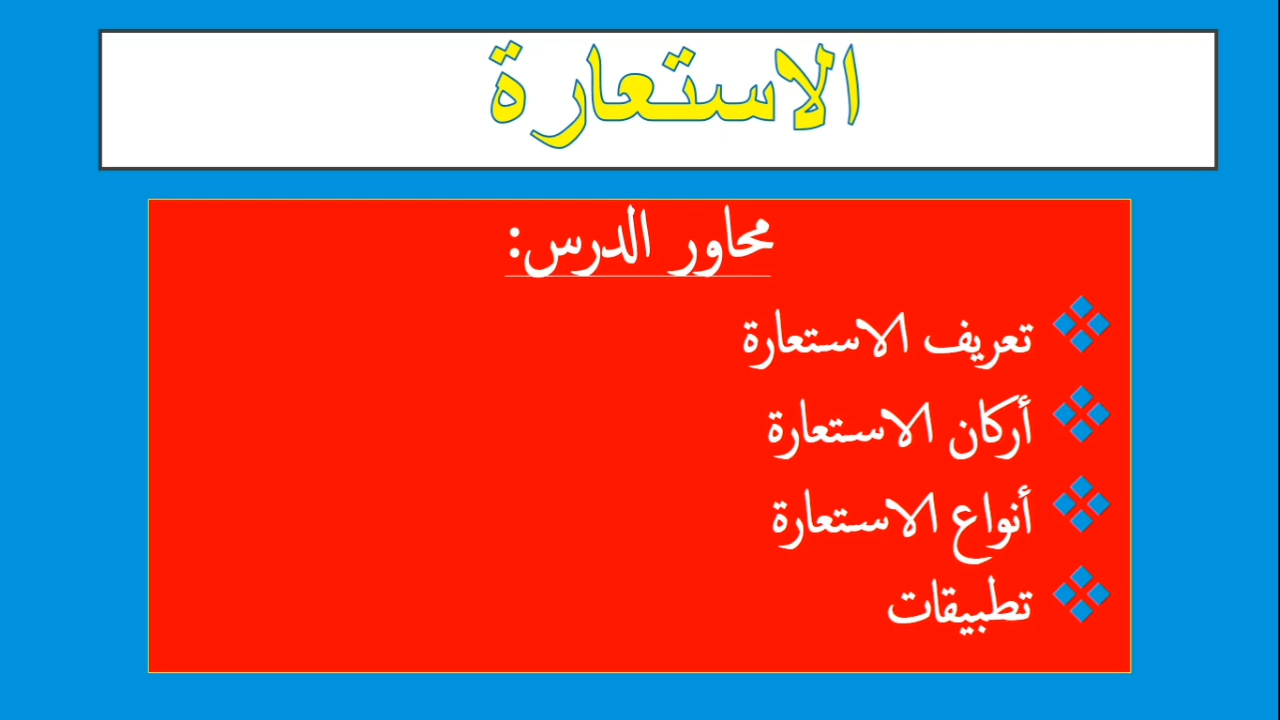 الاستعارة
محاور الدرس:
تعريف الاستعارة
أركان الاستعارة
أنواع الاستعارة
تطبيقات